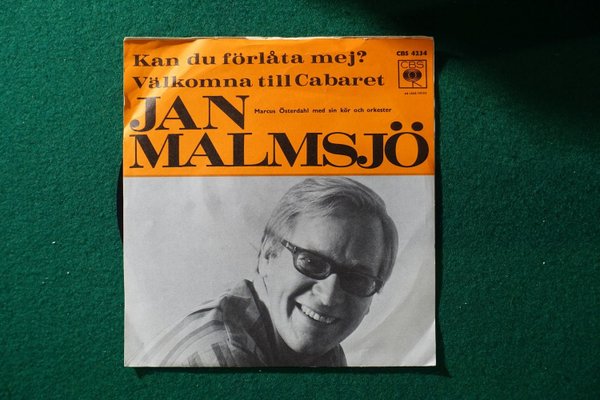 Kan du förlåta mej?
CBS 4234
Välkomna till Cabaret
CBS
JAN
Marcus Österdahl med sin kör och orkester
MALMSJÖ